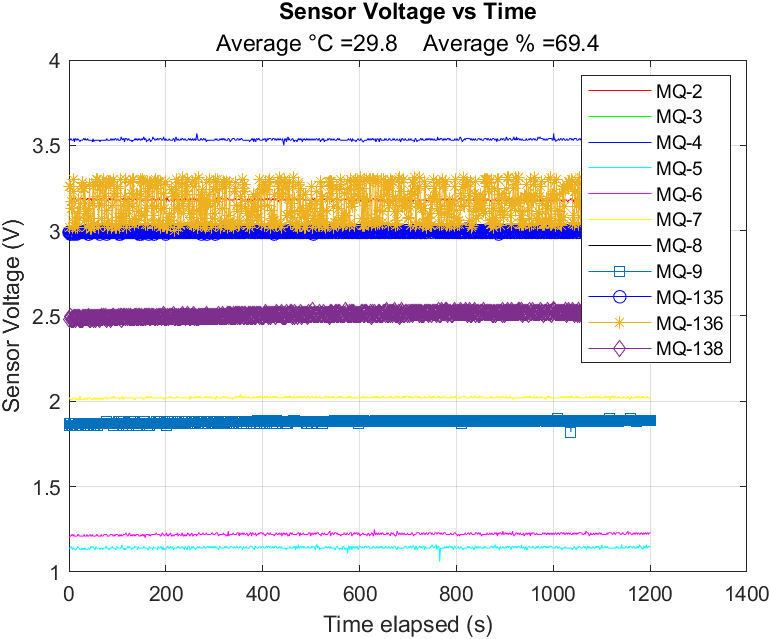 Sensor Voltage vs Time
Average °C =29.8    Average % =69.4
Sensor Voltage (V)
4
3.5
3
2.5
2
1.5
1
0
200
400
600
800
1000
1200
1400
Time elapsed (s)
MQ-2
MQ-3
MQ-4
MQ-5
MQ-6
MQ-7
MQ-8
MQ-9
MQ-135
MQ-136
MQ-138